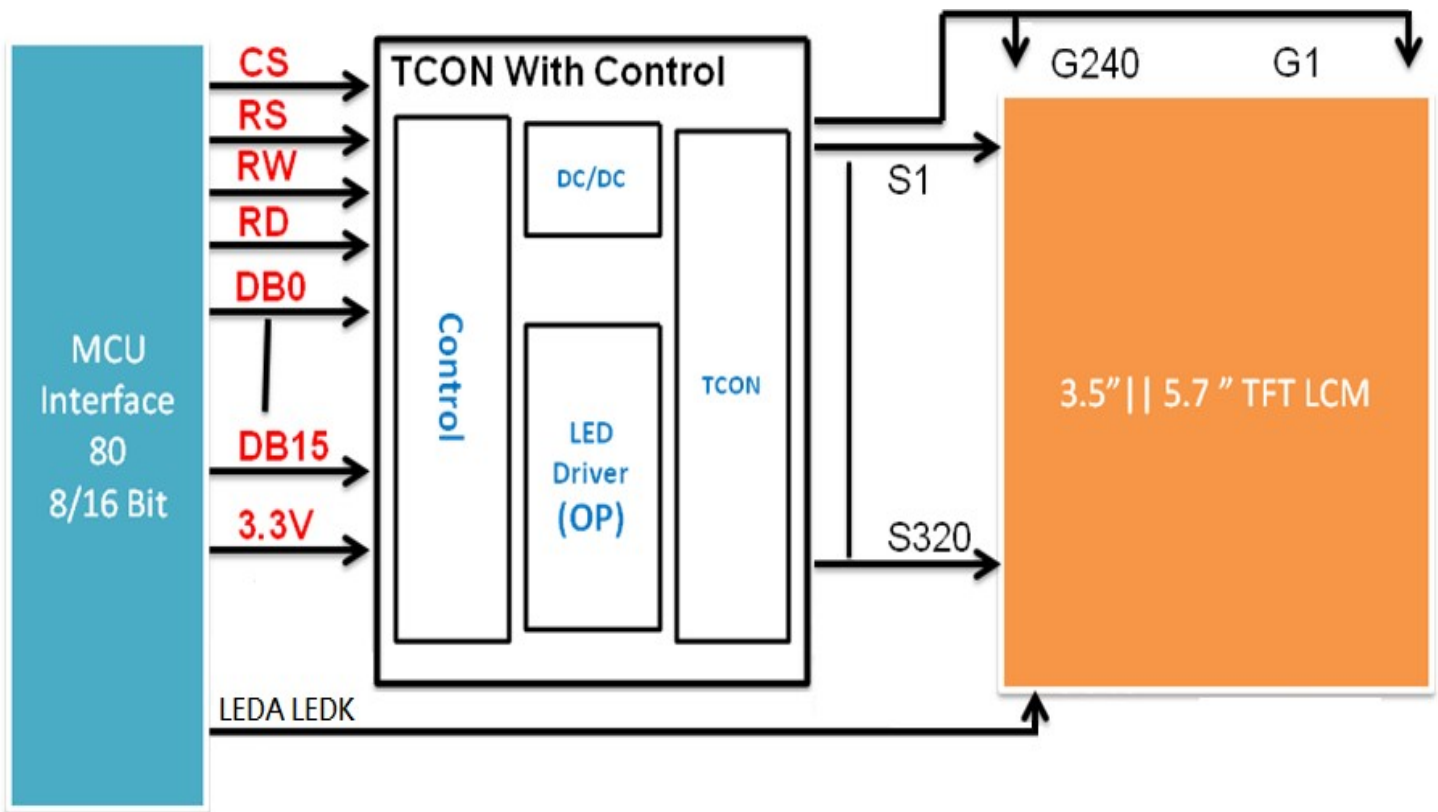 MCU
Interface
80
8/16 Bit
CS
RS
RW
RD
DB0
DB15
3.3V
LEDA LEDK
TCON With Control
Control
DC/DC
LED
Driver
(OP)
TCON
G240 G1
S1
S320
3.5”|| 5.7 ” TFT LCM